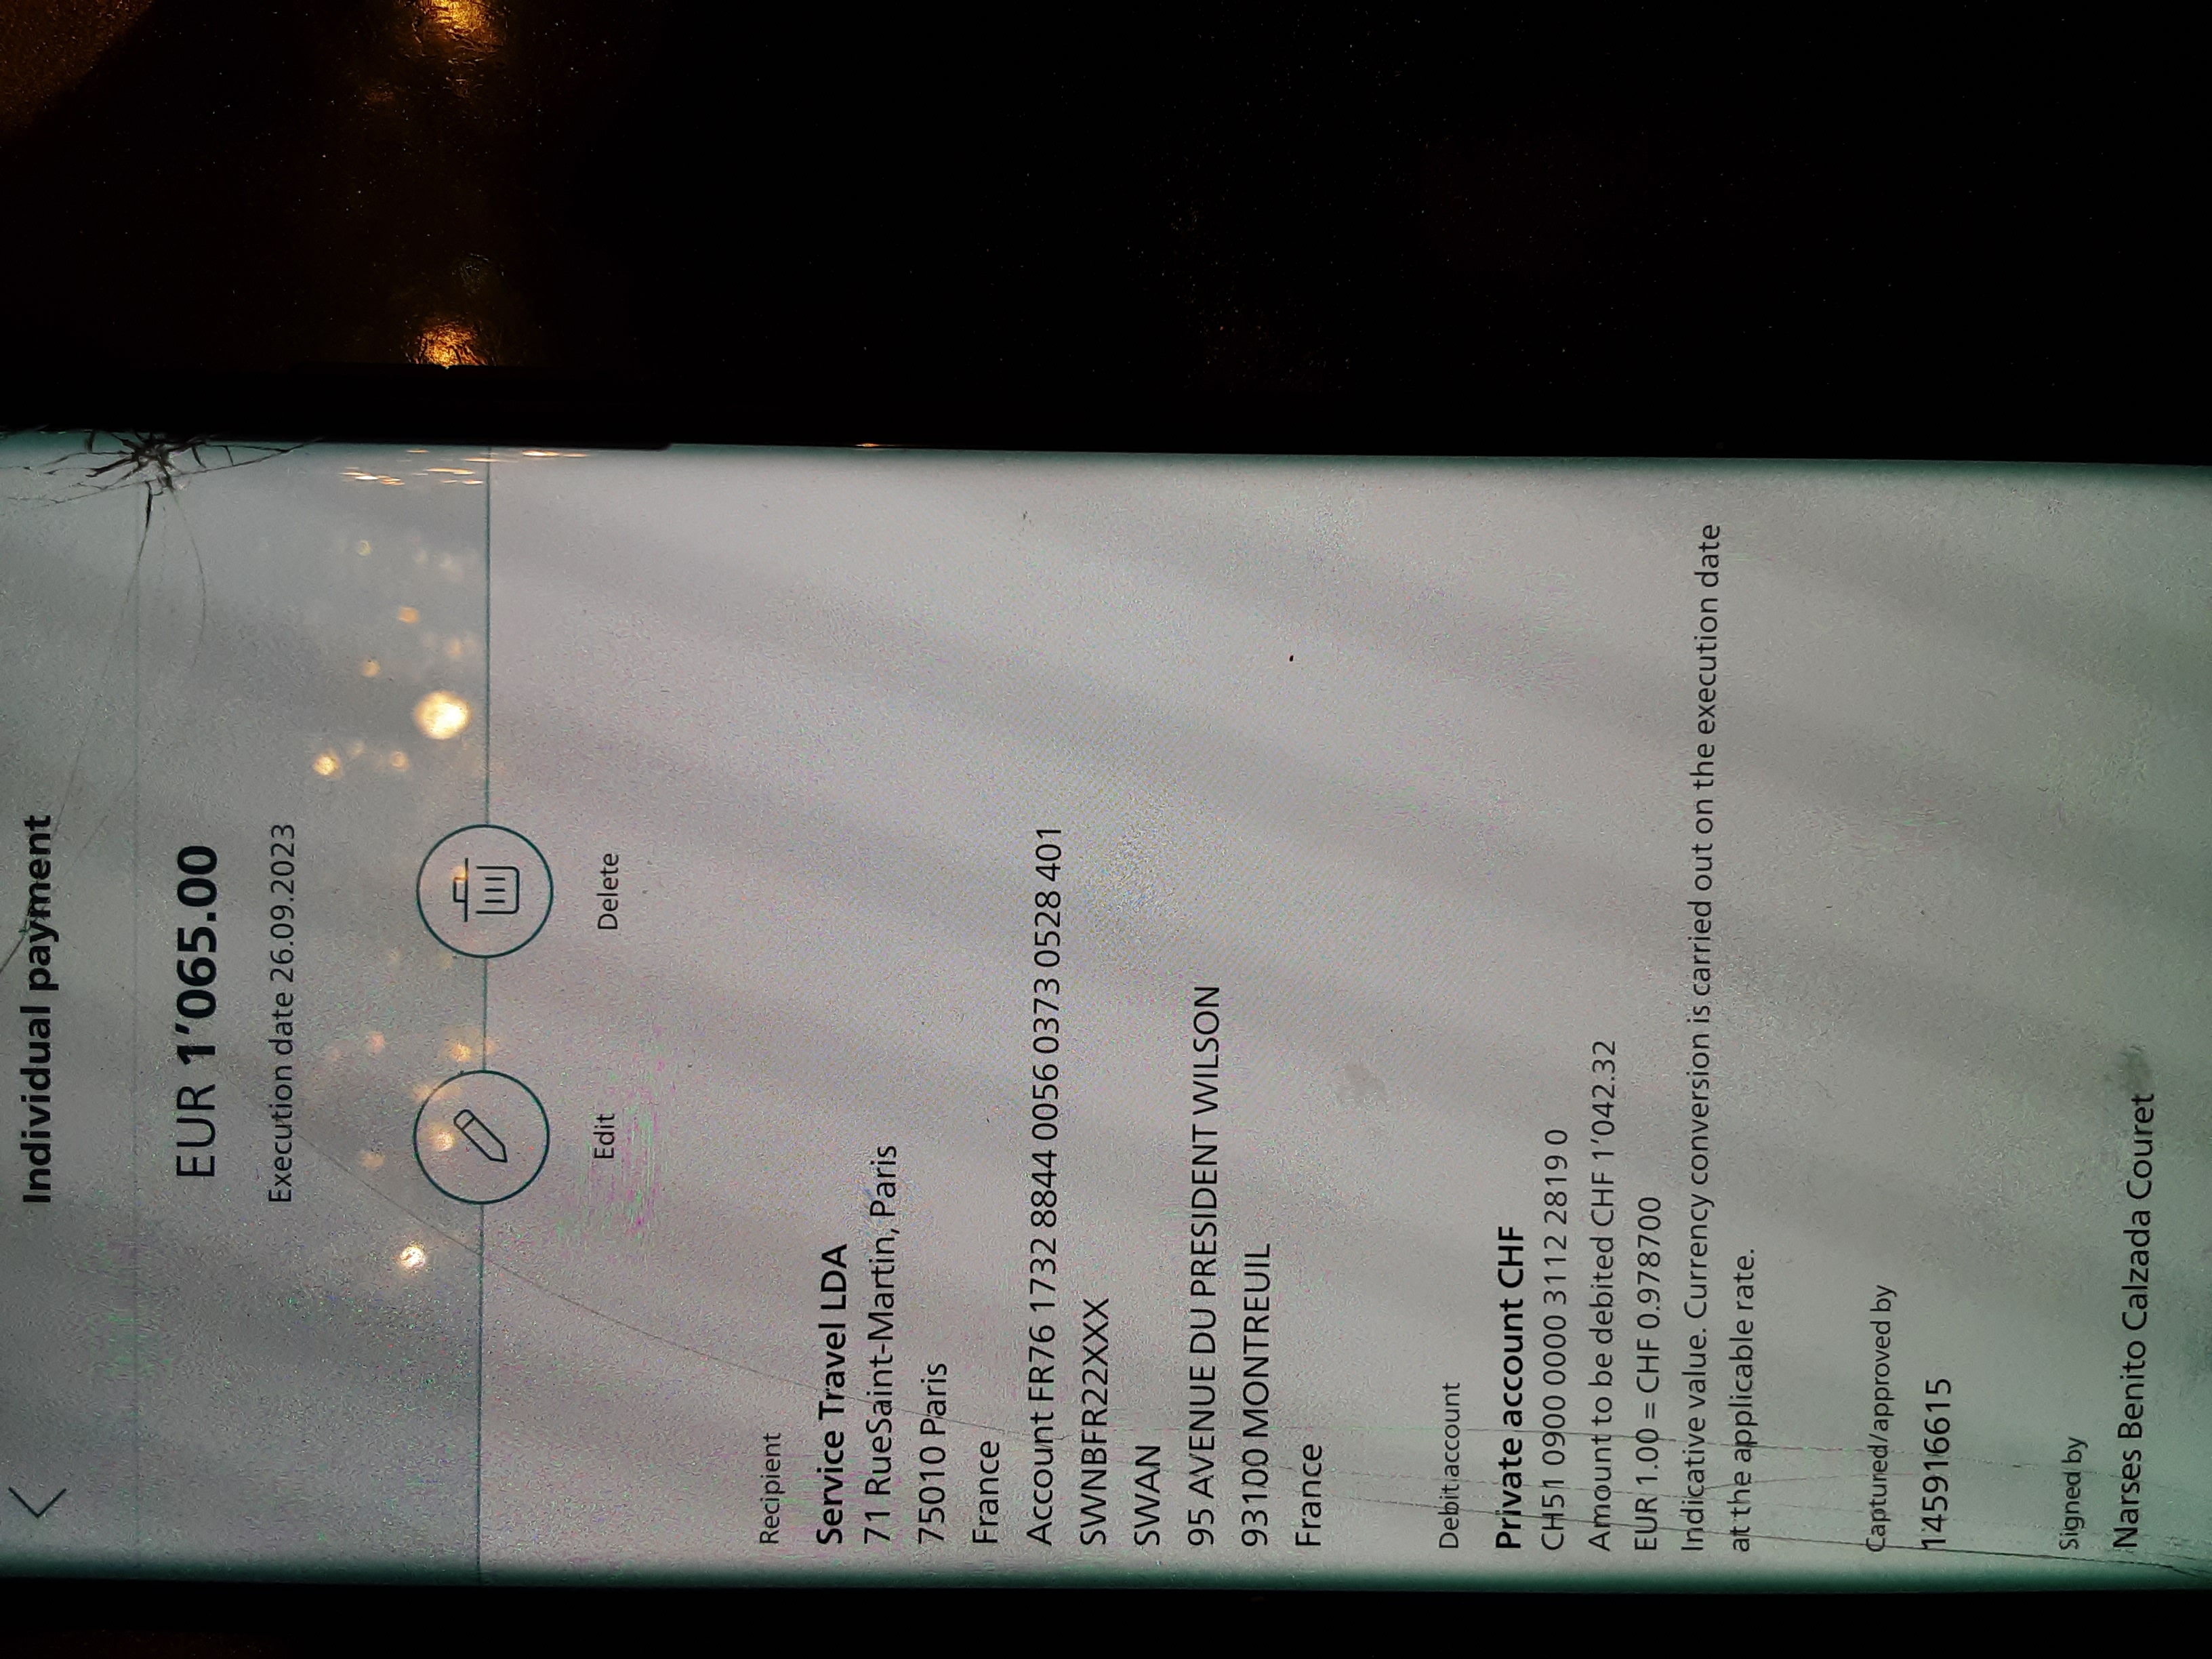 Individual payment
EUR 1’065.00
Execution date 26.09.2023
Edit
Delete
Recipient
Service Travel LDA
71 RueSaint-Martin, Paris
75010 Paris
France
Account FR76 1732 8844 0056 0373 0528 401
SWNBFR22XXX
SWAN
95 AVENUE DU PRESIDENT WILSON
93100 MONTREUIL
France
Debit account
Private account CHF
CH51 0900 0000 3112 2819 0
Amount to be debited CHF 1’042.32
EUR 1.00 = CHF 0.978700
Indicative value. Currency conversion is carried out on the execution date
at the applicable rate.
Captured/approved by
145916615
Signed by
Narses Benito Calzada Couret